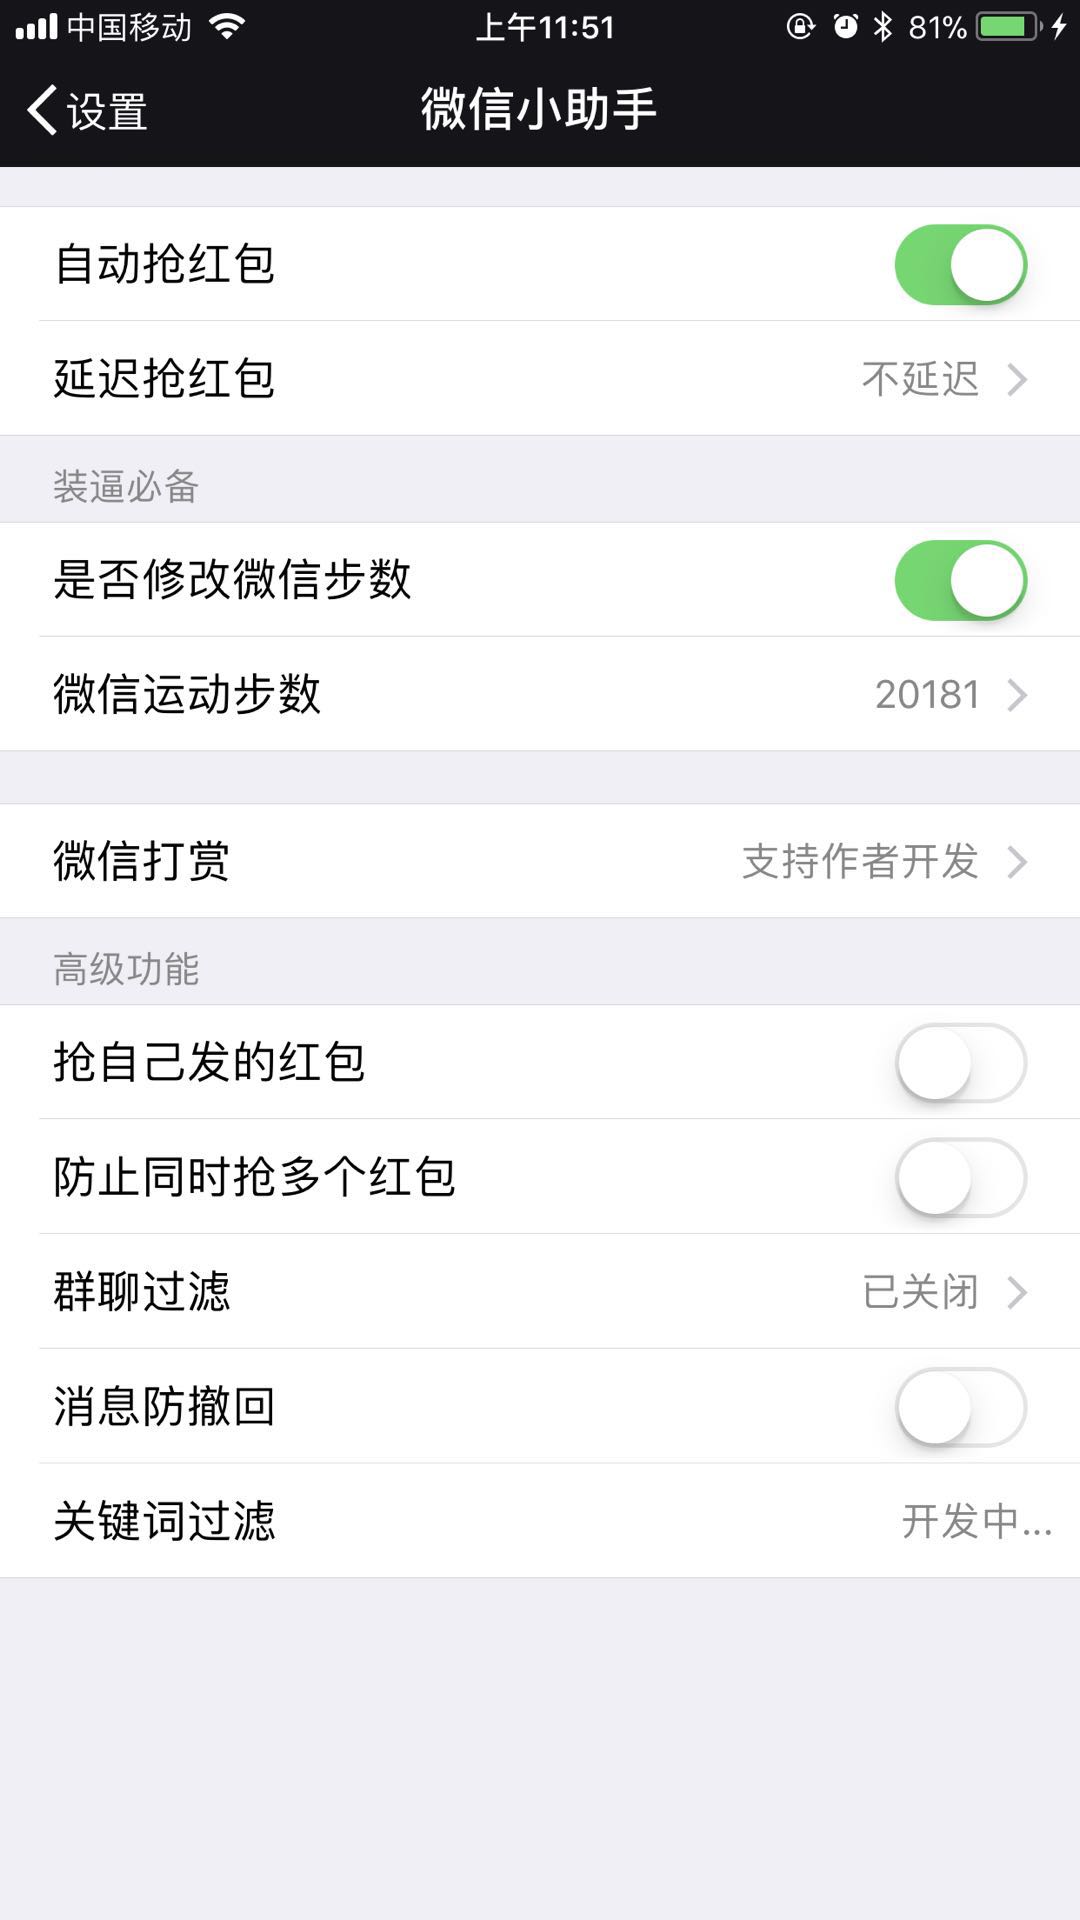 中国移动 上午11:51 81%
设置 微信小助手
自动抢红包
延迟抢红包 不延迟
装逼必备
是否修改微信步数
微信运动步数 20181
微信打赏 支持作者开发
高级功能
抢自己发的红包
防止同时抢多个红包
群聊过滤 已关闭
消息防撤回
关键词过滤 开发中...